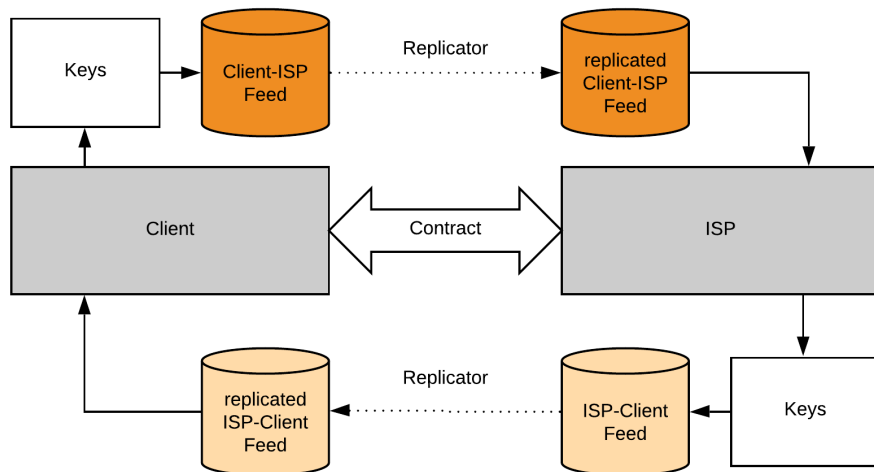 Keys
Client-ISP
Feed
Replicator
replicated
Client-ISP
Feed
Client
Contract
ISP
replicated
ISP-Client
Feed
Replicator
ISP-Client
Feed
Keys